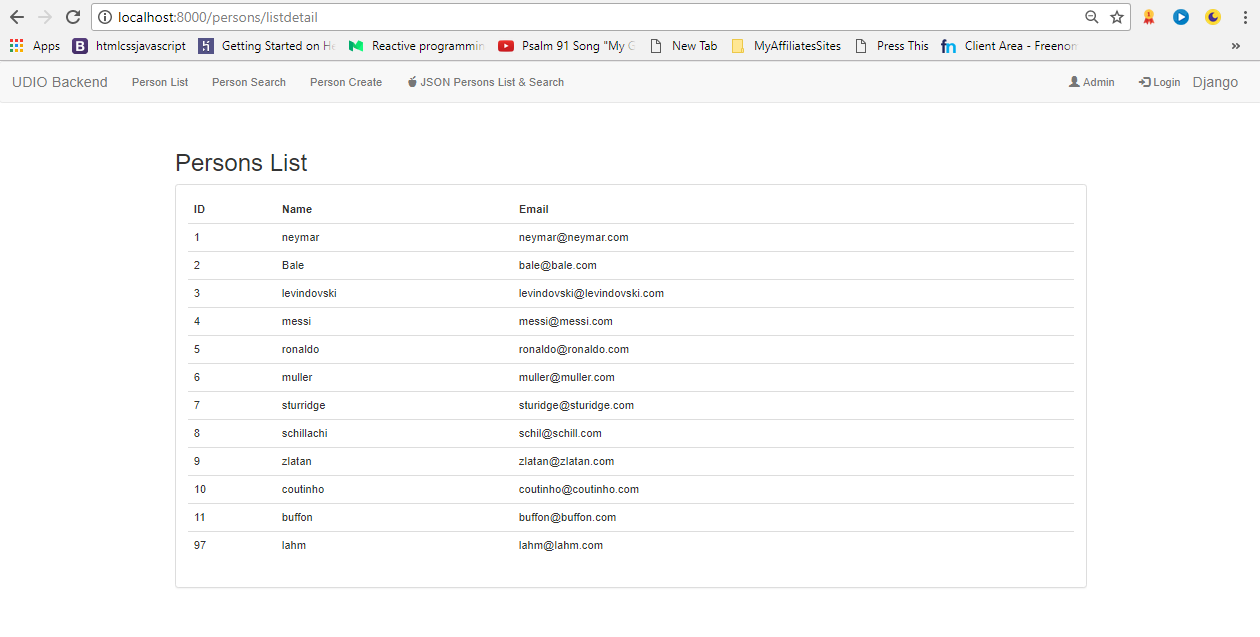 localhost:8000/persons/listdetail
Apps B htmlcssjavascript Getting Started on He Reactive programmin Psalm 91 Song "My G New Tab MyAffiliatesSites Press This fn Client Area - Freenom »
UDIO Backend Person List Person Search Person Create JSON Persons List & Search Admin Login Django
Persons List
ID Name Email
1 neymar neymar@neymar.com
2 Bale bale@bale.com
3 levindovski levindovski@levindovski.com
4 messi messi@messi.com
5 ronaldo ronaldo@ronaldo.com
6 muller muller@muller.com
7 sturridge sturidge@sturidge.com
8 schillachi schil@schill.com
9 zlatan zlatan@zlatan.com
10 coutinho coutinho@coutinho.com
11 buffon buffon@buffon.com
97 lahm lahm@lahm.com